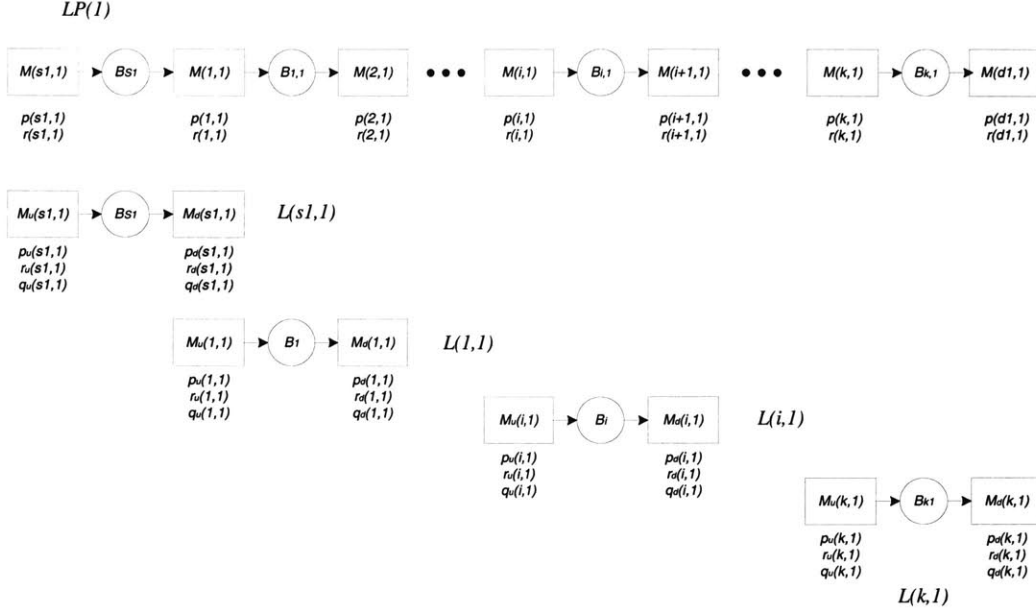 LP(1)
M(s1,1) Bs1 M(1,1) B1,1 M(2,1) ••• M(i,1) Bi,1 M(i+1,1) ••• M(k,1) Bk,1 M(d1,1)
p(s1,1) p(1,1) p(2,1) p(i,1) p(i+1,1) p(k,1) p(d1,1)
r(s1,1) r(1,1) r(2,1) r(i,1) r(i+1,1) r(k,1) r(d1,1)
Mu(s1,1) Bs1 Md(s1,1) L(s1,1)
pu(s1,1) pd(s1,1)
ru(s1,1) rd(s1,1)
qu(s1,1) qd(s1,1)
Mu(1,1) B1 Md(1,1) L(1,1)
pu(1,1) pd(1,1)
ru(1,1) rd(1,1)
qu(1,1) qd(1,1)
Mu(i,1) Bi Md(i,1) L(i,1)
pu(i,1) pd(i,1)
ru(i,1) rd(i,1)
qu(i,1) qd(i,1)
Mu(k,1) Bk1 Md(k,1)
pu(k,1) pd(k,1)
ru(k,1) rd(k,1)
qu(k,1) qd(k,1)
L(k,1)